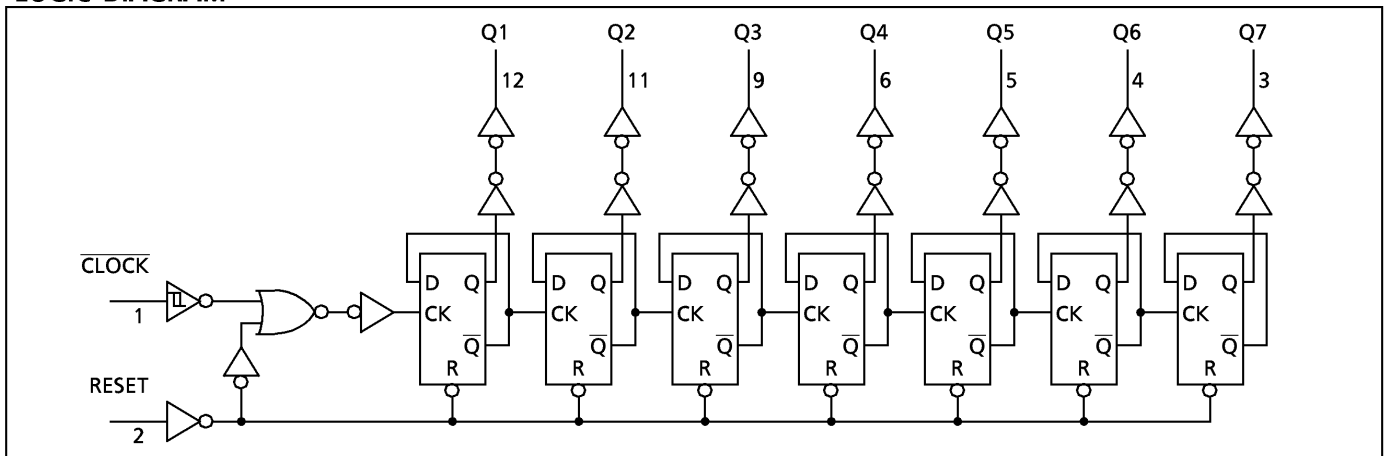 LOGIC DIAGRAM
Q1 Q2 Q3 Q4 Q5 Q6 Q7
12 11 9 6 5 4 3
CLOCK
D Q D Q D Q D Q D Q D Q D Q
1
CK CK CK CK CK CK CK
Q̅ Q̅ Q̅ Q̅ Q̅ Q̅ Q̅
R R R R R R R
RESET
2